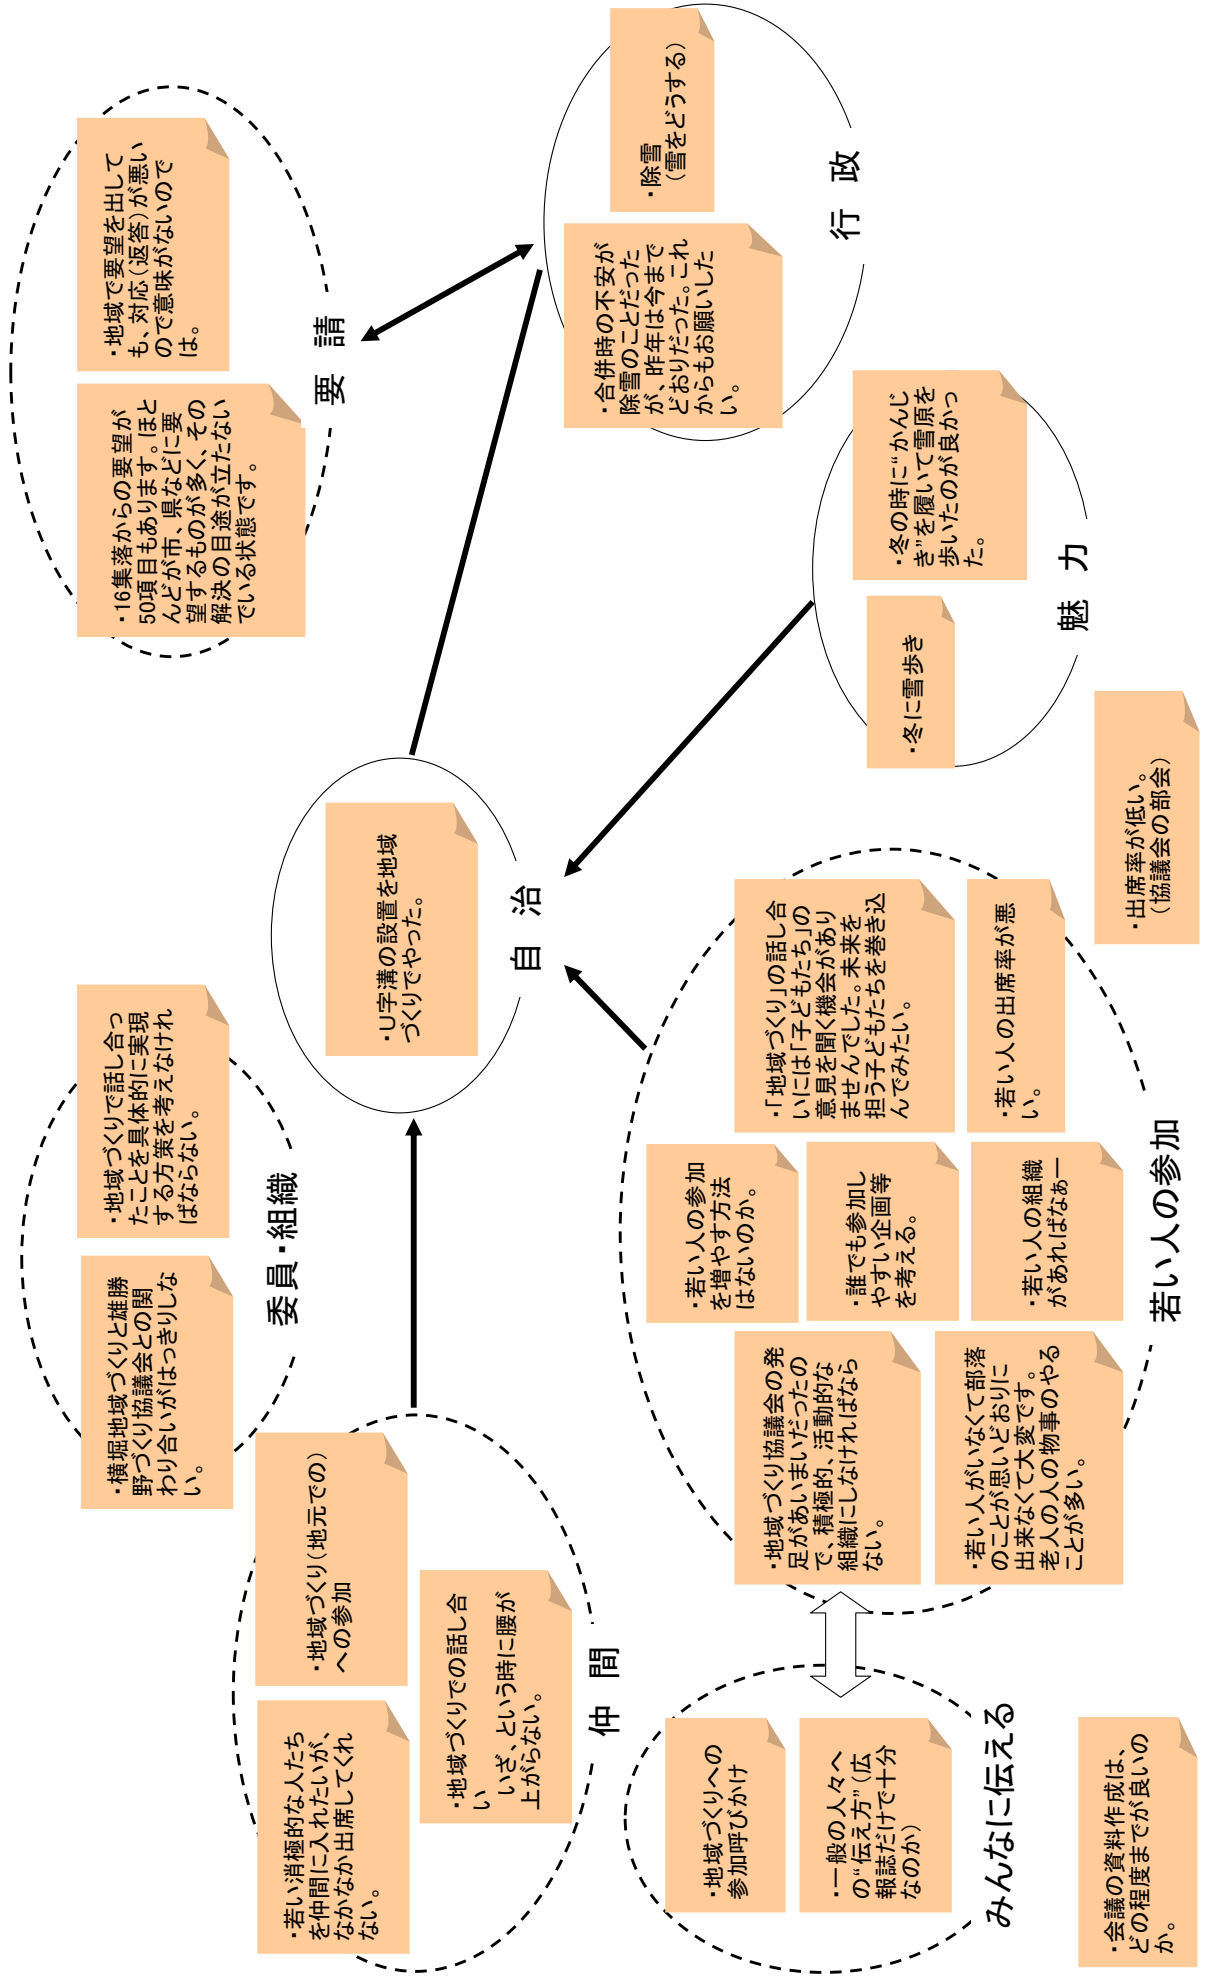 ・若い消極的な人たち
を仲間に入れたいが、
なかなか出席してくれ
ない。
・地域づくり（地元での）
への参加
・地域づくりでの話し合
い
いざ、という時に腰が
上がらない。
仲　間
・横堀地域づくりと雄勝
野づくり協議会との関
わり合いがはっきりしな
い。
・地域づくりで話し合っ
たことを具体的に実現
する方策を考えなけれ
ばならない。
委員・組織
・16集落からの要望が
50項目もあります。ほと
んどが市、県などに要
望するものが多く、その
解決の目途が立たない
でいる状態です。
・地域で要望を出して
も、対応（返答）が悪い
ので意味がないので
は。
要　請
・U字溝の設置を地域
づくりでやった。
自　治
・合併時の不安が
除雪のことだった
が、昨年は今まで
どおりだった。これ
からもお願いした
い。
・除雪
（雪をどうする）
行　政
・冬に雪歩き
・冬の時に“かんじ
き”を履いて雪原を
歩いたのが良かっ
た。
魅　力
・地域づくりへの
参加呼びかけ
・一般の人々へ
の“伝え方”（広
報誌だけで十分
なのか）
みんなに伝える
・地域づくり協議会の発
足があいまいだったの
で、積極的、活動的な
組織にしなければなら
ない。
・若い人がいなくて部落
のことが思いどおりに
出来なくて大変です。
老人の人の物事のやる
ことが多い。
・若い人の参加
を増やす方法
はないのか。
・誰でも参加し
やすい企画等
を考える。
・若い人の組織
があればなぁー
・「地域づくり」の話し合
いには「子どもたち」の
意見を聞く機会があり
ませんでした。未来を
担う子どもたちを巻き込
んでみたい。
・若い人の出席率が悪
い。
若い人の参加
・出席率が低い。
（協議会の部会）
・会議の資料作成は、
どの程度までが良いの
か。